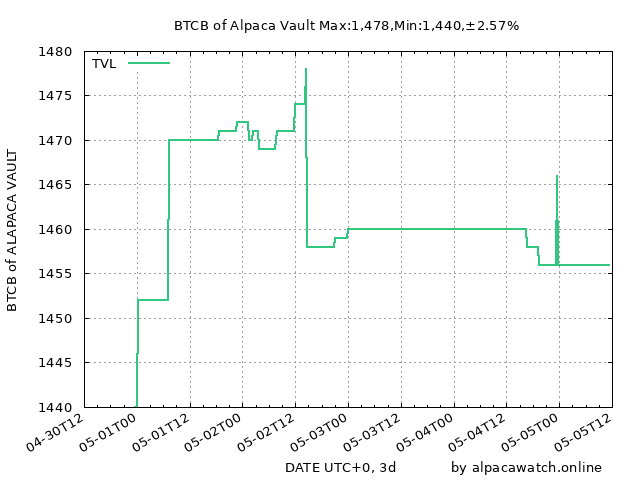 BTCB of Alpaca Vault Max:1,478,Min:1,440,±2.57%
TVL
1480
1475
1470
1465
1460
1455
1450
1445
1440
BTCB of ALAPACA VAULT
04-30T12
05-01T00
05-01T12
05-02T00
05-02T12
05-03T00
05-03T12
05-04T00
05-04T12
05-05T00
05-05T12
DATE UTC+0, 3d
by alpacawatch.online